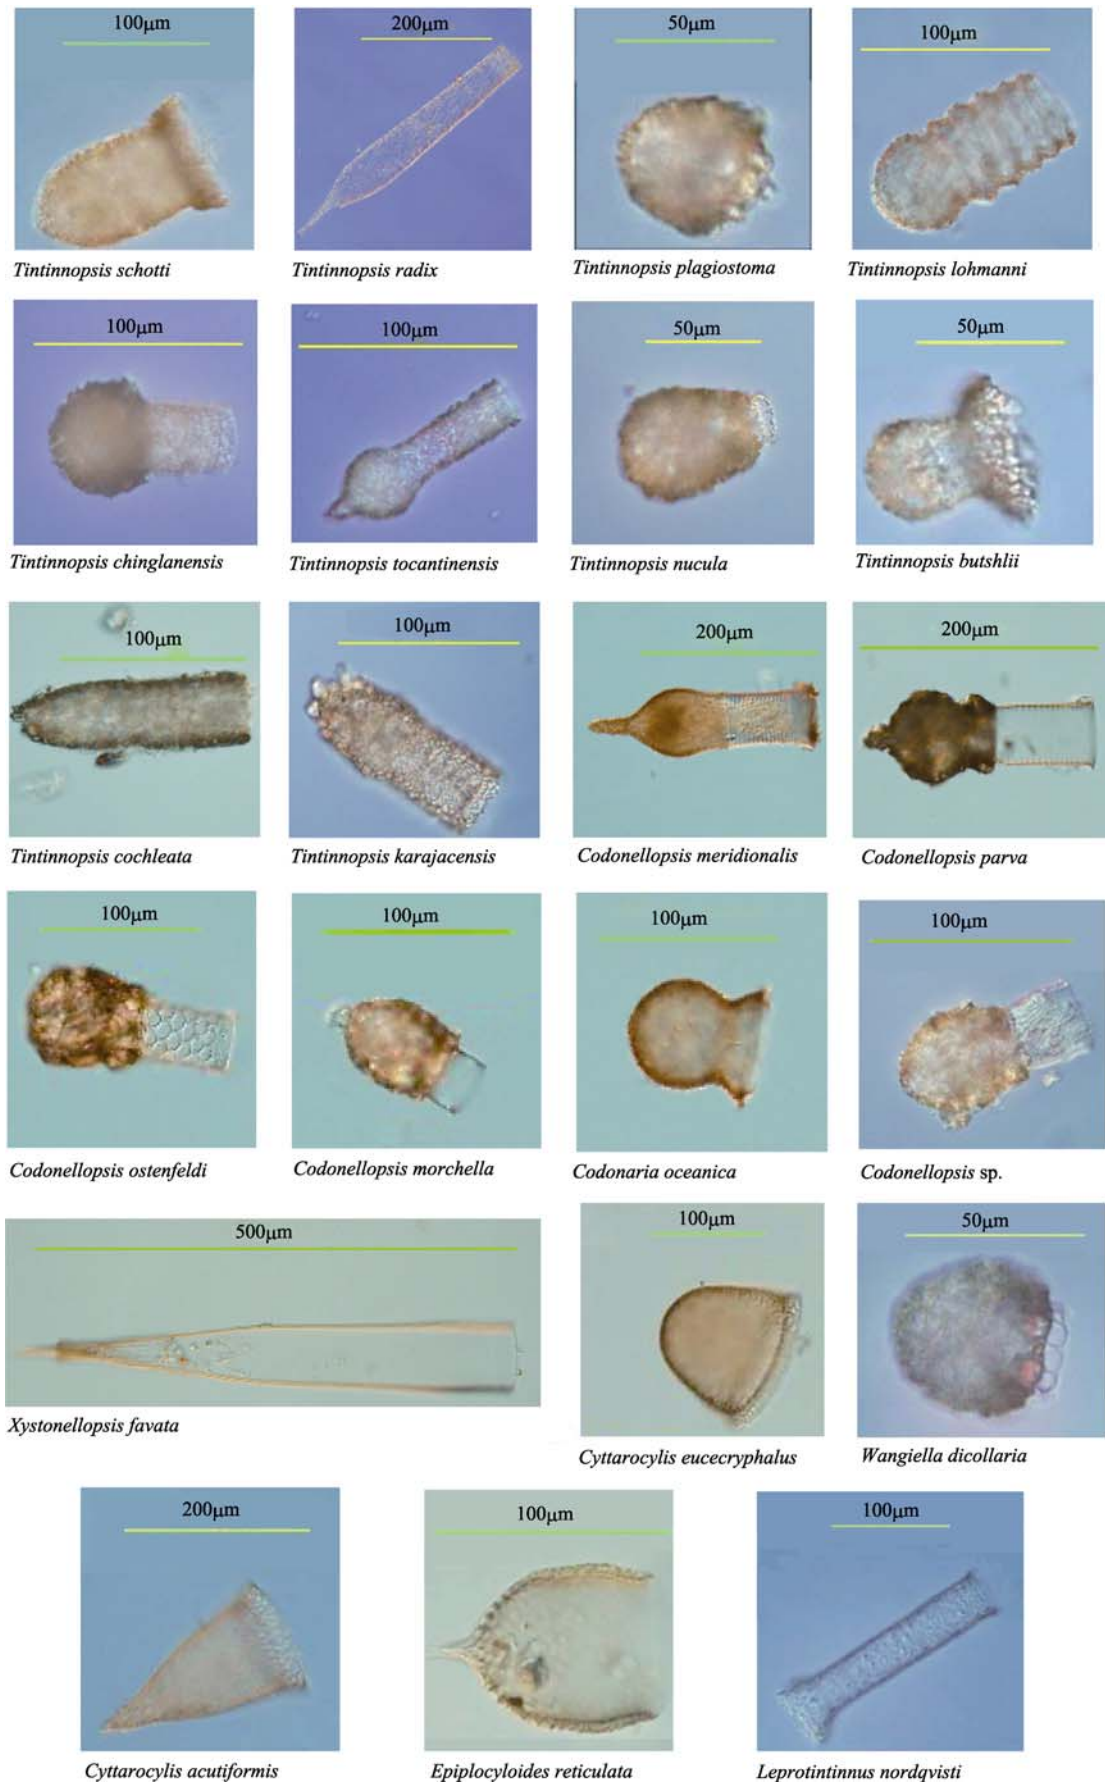 100µm
200µm
50µm
100µm
Tintinnopsis schotti
Tintinnopsis radix
Tintinnopsis plagiostoma
Tintinnopsis lohmanni
100µm
100µm
50µm
50µm
Tintinnopsis chinglanensis
Tintinnopsis tocantinensis
Tintinnopsis nucula
Tintinnopsis butshlii
100µm
100µm
200µm
200µm
Tintinnopsis cochleata
Tintinnopsis karajacensis
Codonellopsis meridionalis
Codonellopsis parva
100µm
100µm
100µm
100µm
Codonellopsis ostenfeldi
Codonellopsis morchella
Codonaria oceanica
Codonellopsis sp.
500µm
100µm
50µm
Xystonellopsis favata
Cyttarocylis eucecryphalus
Wangiella dicollaria
200µm
100µm
100µm
Cyttarocylis acutiformis
Epiplocyloides reticulata
Leprotintinnus nordqvisti